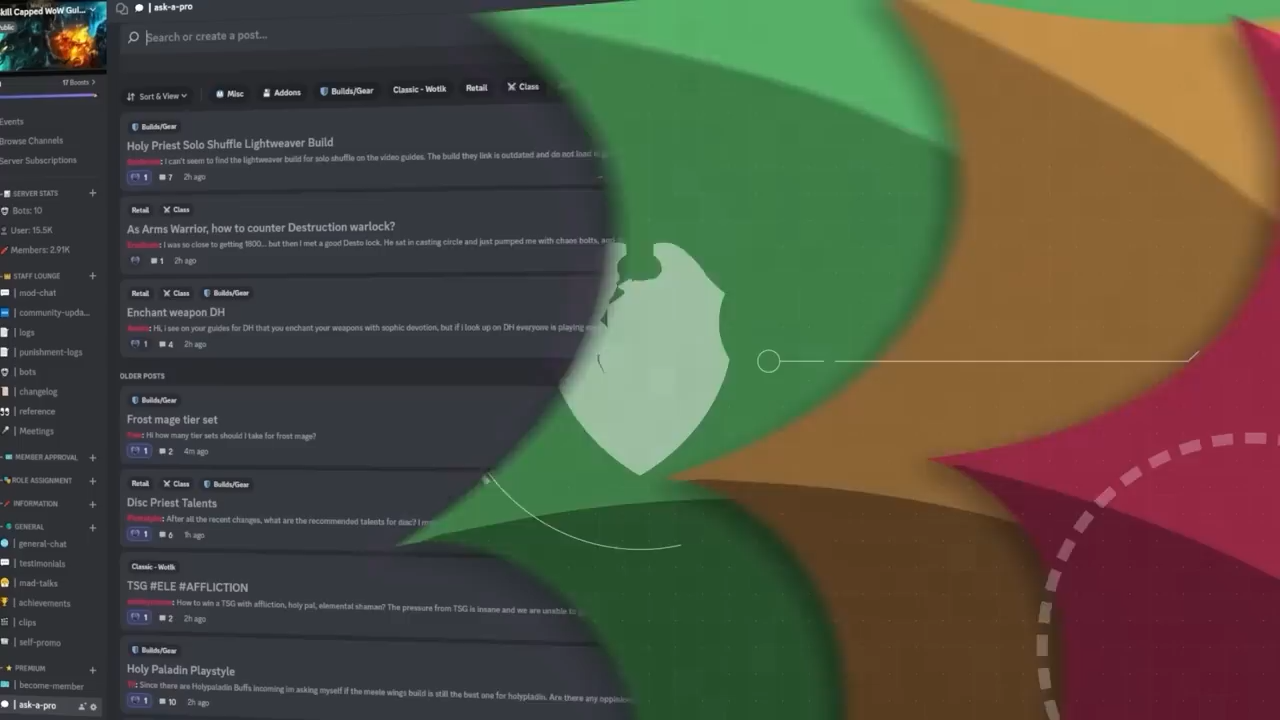 Skill Capped WoW Gui...
17 Boosts
Events
Browse Channels
Server Subscriptions
SERVER STATS
Bots: 10
User: 15.5K
Members: 2.91K
STAFF LOUNGE
mod-chat
community-upda...
logs
punishment-logs
bots
changelog
reference
Meetings
MEMBER APPROVAL
ROLE ASSIGNMENT
INFORMATION
GENERAL
general-chat
testimonials
mad-talks
achievements
clips
self-promo
PREMIUM
become-member
ask-a-pro
ask-a-pro
Search or create a post...
Sort & View
Misc
Addons
Builds/Gear
Classic - Wotlk
Retail
Class
Builds/Gear
Holy Priest Solo Shuffle Lightweaver Build
: I can't seem to find the lightweaver build for solo shuffle on the video guides. The build they link is outdated and do not load
1 7 2h ago
Retail Class
As Arms Warrior, how to counter Destruction warlock?
: I was so close to getting 1800... but then I met a good Desto lock. He sat in casting circle and just pumped me with chaos bolts,
1 2h ago
Retail Class Builds/Gear
Enchant weapon DH
: Hi, i see on your guides for DH that you enchant your weapons with sophic devotion, but if i look up on DH everyone is playing
1 4 2h ago
OLDER POSTS
Builds/Gear
Frost mage tier set
: Hi how many tier sets should I take for frost mage?
1 2 4m ago
Retail Class Builds/Gear
Disc Priest Talents
: After all the recent changes, what are the recommended talents for disc? I
1 6 1h ago
Classic - Wotlk
TSG #ELE #AFFLICTION
: How to win a TSG with affliction, holy pal, elemental shaman? The pressure from TSG is insane and we are unable to
1 2 2h ago
Builds/Gear
Holy Paladin Playstyle
: Since there are Holypaladin Buffs incoming im asking myself if the meele wings build is still the best one for holypladin. Are there any
1 10 2h ago